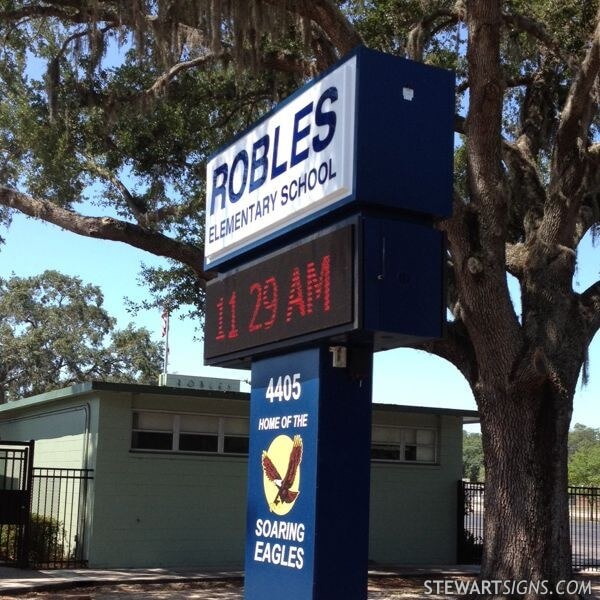 ROBLES
ELEMENTARY SCHOOL
11 29 AM
4405
HOME OF THE
SOARING
EAGLES
ROBLES
STEWARTSIGNS.COM